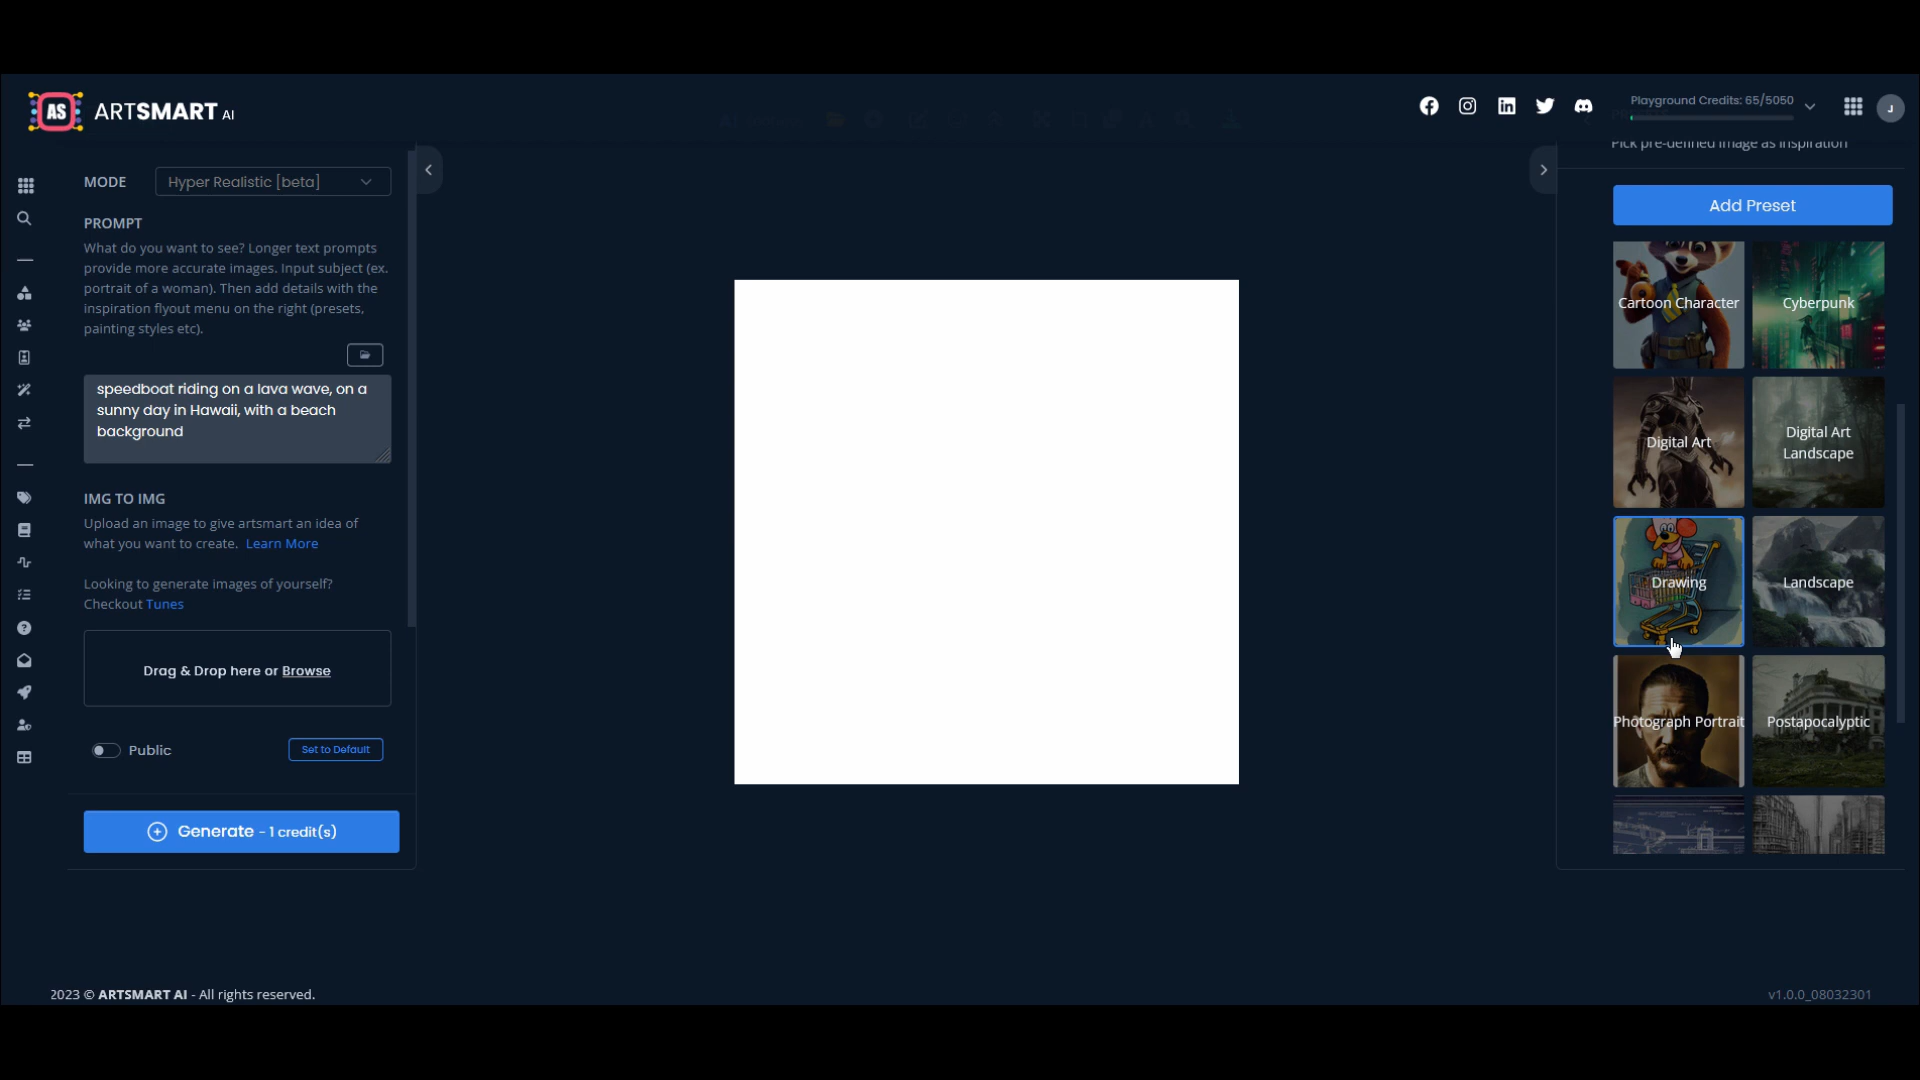 AS ARTSMART AI
Playground Credits: 65/5050
J
MODE
Hyper Realistic [beta]
PROMPT
What do you want to see? Longer text prompts
provide more accurate images. Input subject (ex.
portrait of a woman). Then add details with the
inspiration flyout menu on the right (presets,
painting styles etc).
speedboat riding on a lava wave, on a
sunny day in Hawaii, with a beach
background
IMG TO IMG
Upload an image to give artsmart an idea of
what you want to create. Learn More
Looking to generate images of yourself?
Checkout Tunes
Drag & Drop here or Browse
Public
Set to Default
Generate - 1 credit(s)
Pick pre-defined image as inspiration
Add Preset
Cartoon Character
Cyberpunk
Digital Art
Digital Art
Landscape
Drawing
Landscape
Photograph Portrait
Postapocalyptic
2023 © ARTSMART AI - All rights reserved.
v1.0.0_08032301